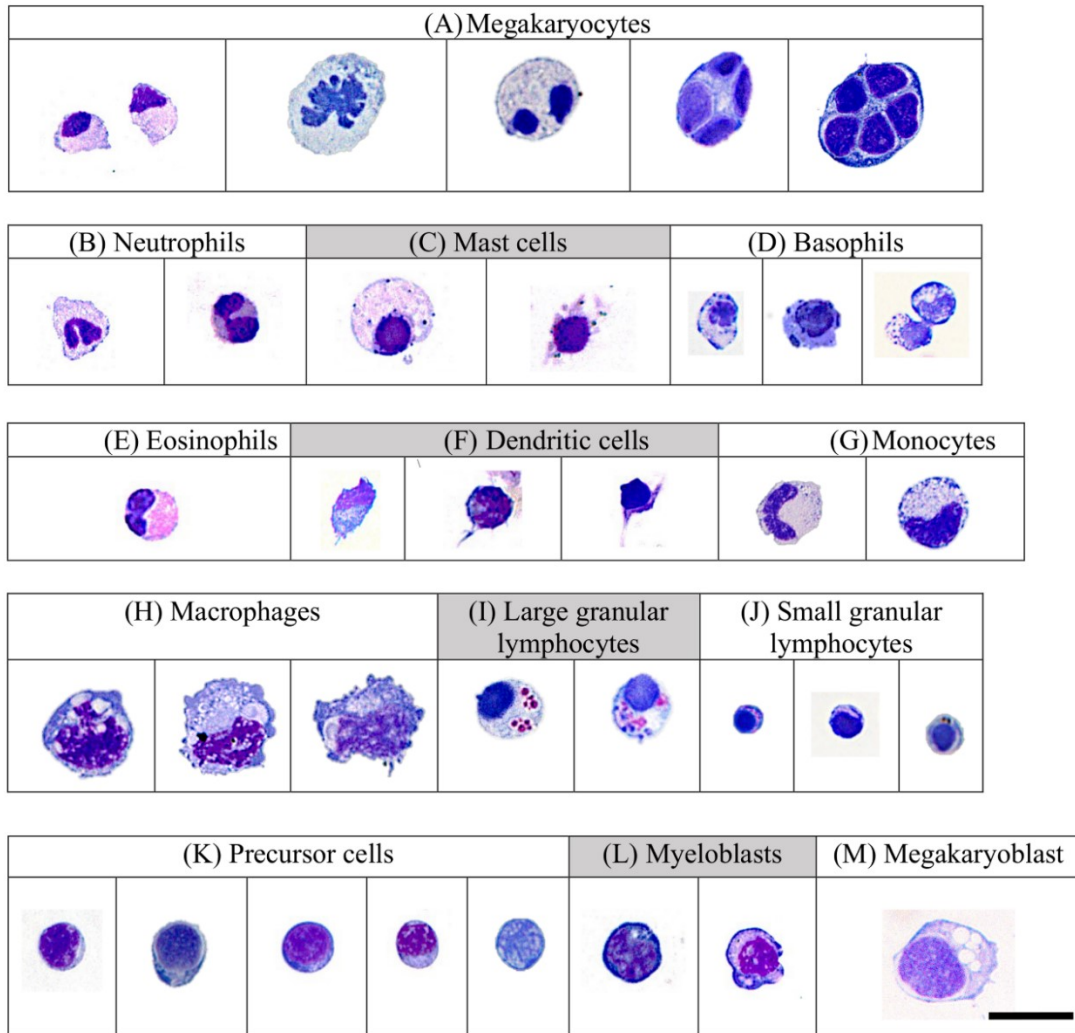 (A) Megakaryocytes
(B) Neutrophils
(C) Mast cells
(D) Basophils
(E) Eosinophils
(F) Dendritic cells
(G) Monocytes
(H) Macrophages
(I) Large granular
lymphocytes
(J) Small granular
lymphocytes
(K) Precursor cells
(L) Myeloblasts
(M) Megakaryoblast